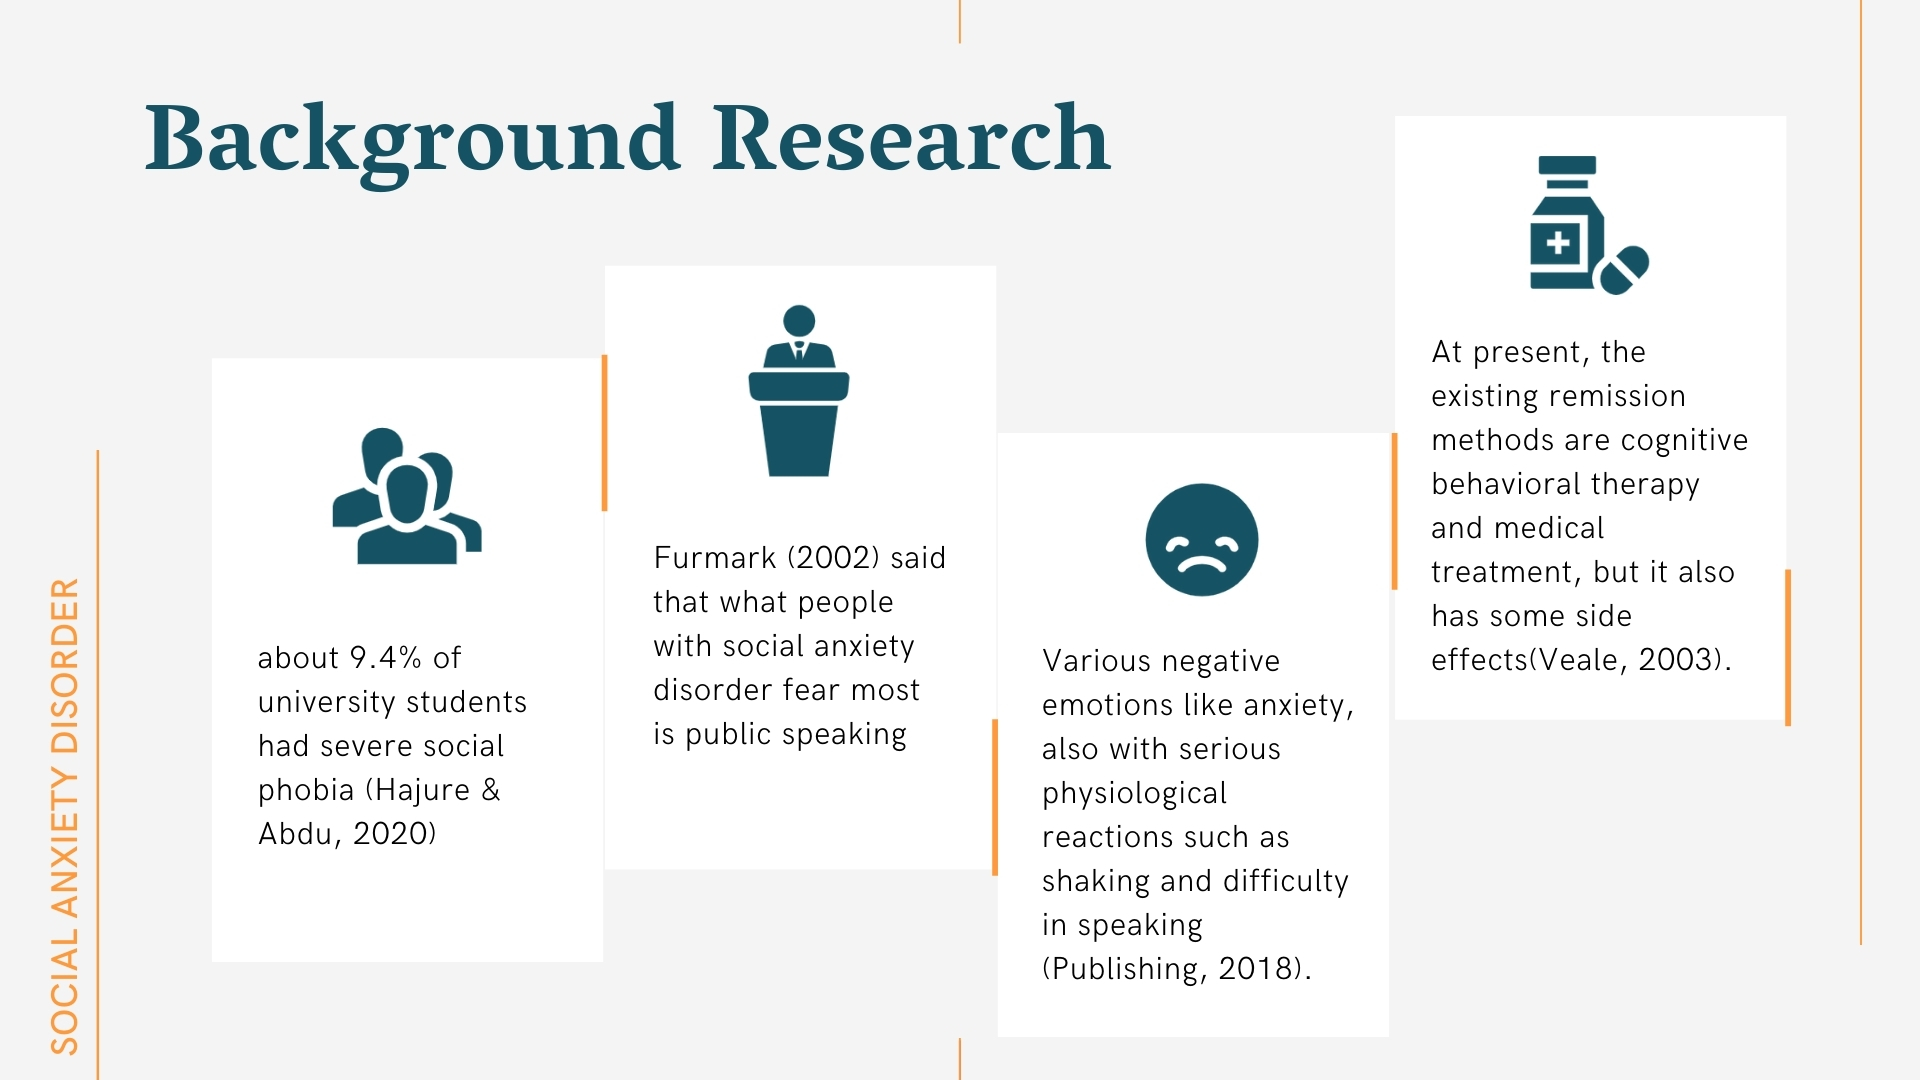 Background Research
about 9.4% of
university students
had severe social
phobia (Hajure &
Abdu, 2020)
Furmark (2002) said
that what people
with social anxiety
disorder fear most
is public speaking
Various negative
emotions like anxiety,
also with serious
physiological
reactions such as
shaking and difficulty
in speaking
(Publishing, 2018).
At present, the
existing remission
methods are cognitive
behavioral therapy
and medical
treatment, but it also
has some side
effects(Veale, 2003).
SOCIAL ANXIETY DISORDER